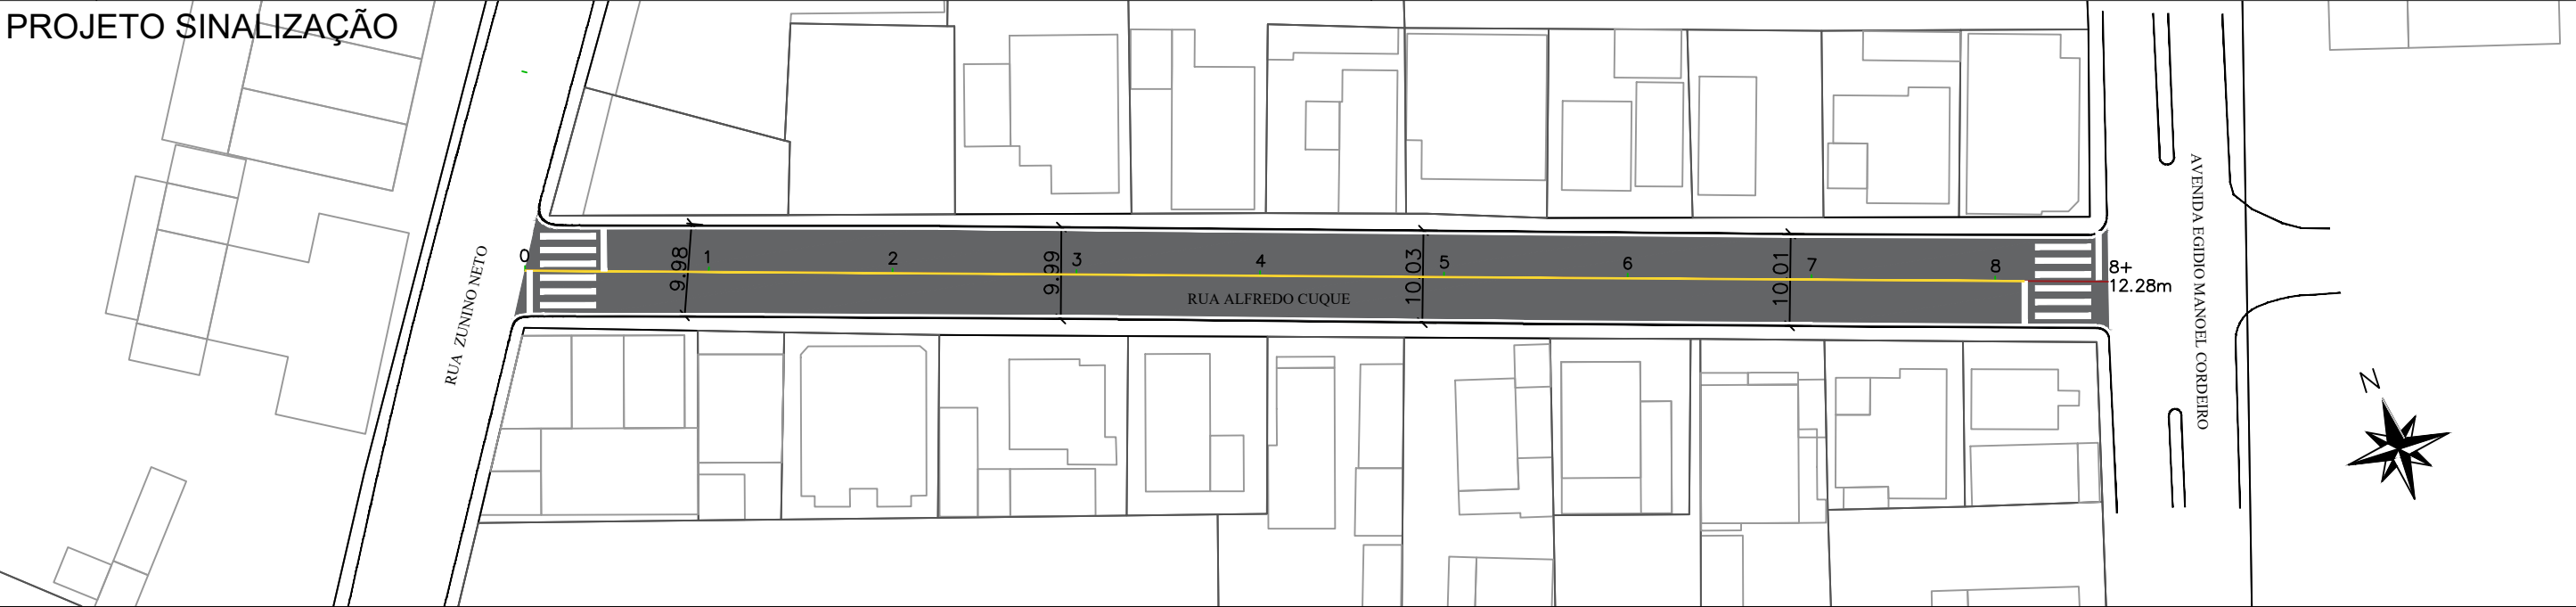 PROJETO SINALIZAÇÃO
RUA ZUNINO NETO
0
9.98
1
2
9.99
3
4
10.03
5
6
10.01
7
8
8+
12.28m
RUA ALFREDO CUQUE
AVENIDA EGIDIO MANOEL CORDEIRO
N